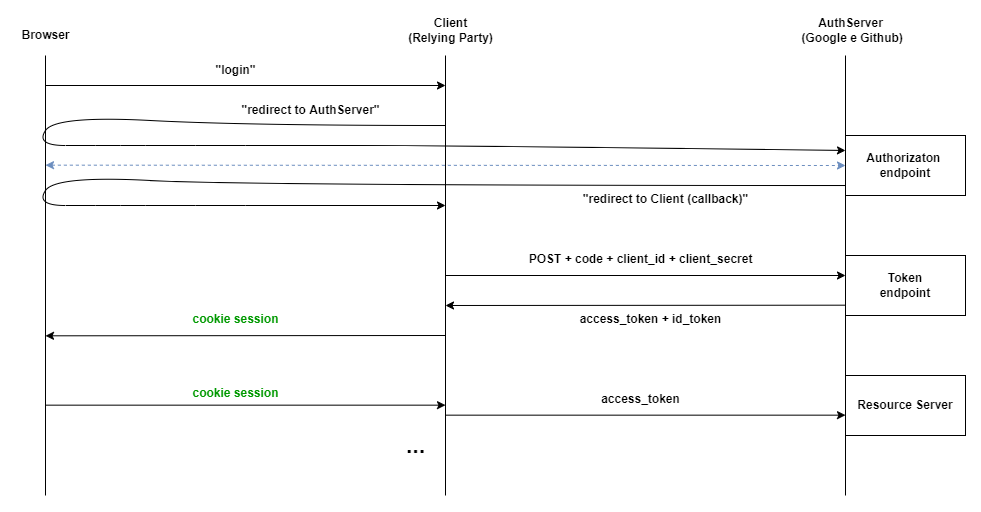 Browser
Client
(Relying Party)
AuthServer
(Google e Github)
"login"
"redirect to AuthServer"
Authorizaton
endpoint
"redirect to Client (callback)"
POST + code + client_id + client_secret
Token
endpoint
access_token + id_token
cookie session
cookie session
access_token
Resource Server
...